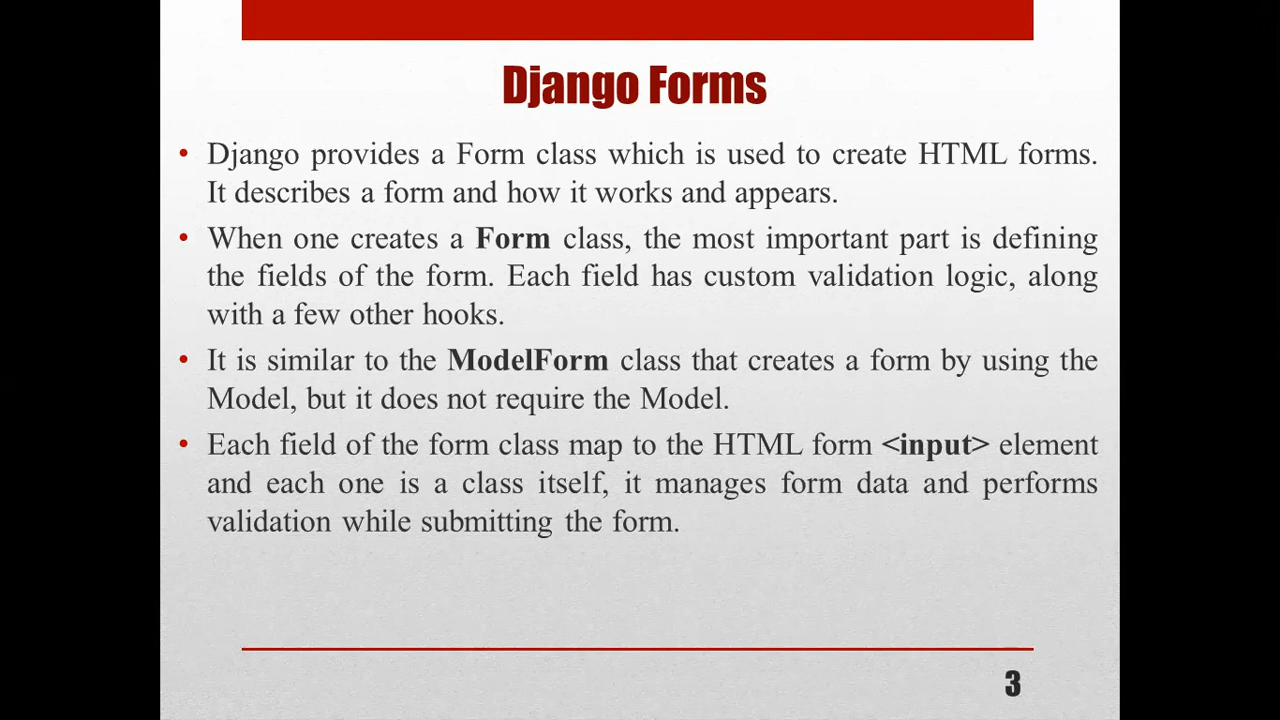 Django Forms
• Django provides a Form class which is used to create HTML forms.
It describes a form and how it works and appears.
• When one creates a Form class, the most important part is defining
the fields of the form. Each field has custom validation logic, along
with a few other hooks.
• It is similar to the ModelForm class that creates a form by using the
Model, but it does not require the Model.
• Each field of the form class map to the HTML form <input> element
and each one is a class itself, it manages form data and performs
validation while submitting the form.
3